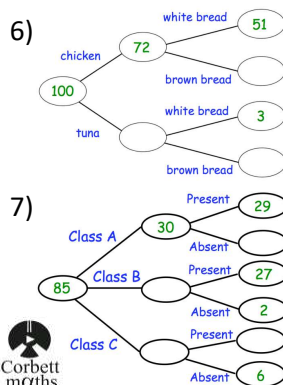 6)
white bread 51
72
chicken
brown bread
100
white bread 3
tuna
brown bread
7)
Present 29
Class A 30
Absent
Present 27
85 Class B
Absent 2
Class C Present
Absent 6
Corbett
maths